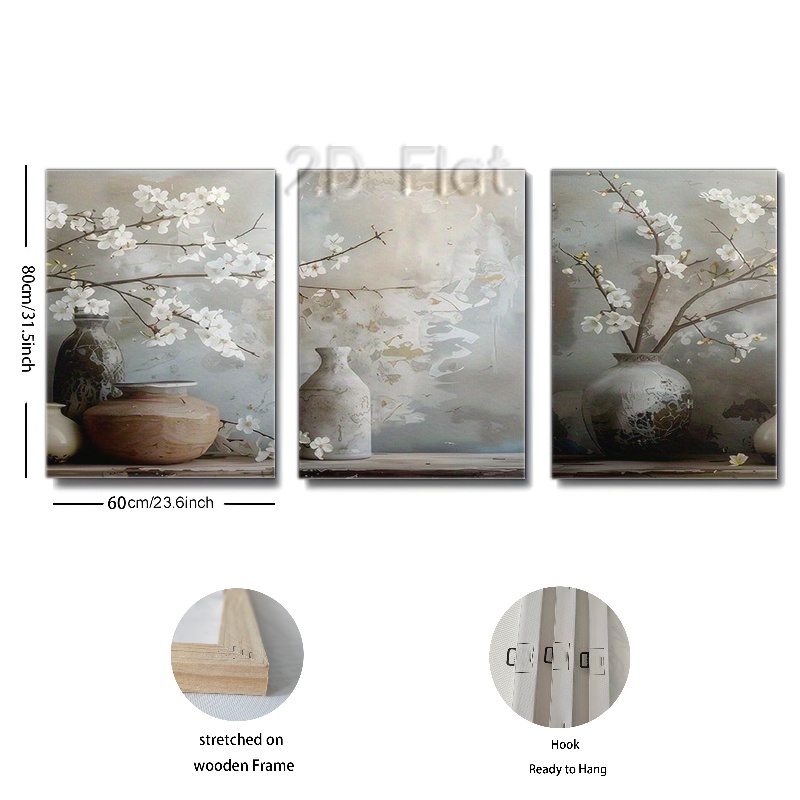 2D Flat
80cm/31.5inch
60cm/23.6inch
stretched on
wooden Frame
Hook
Ready to Hang